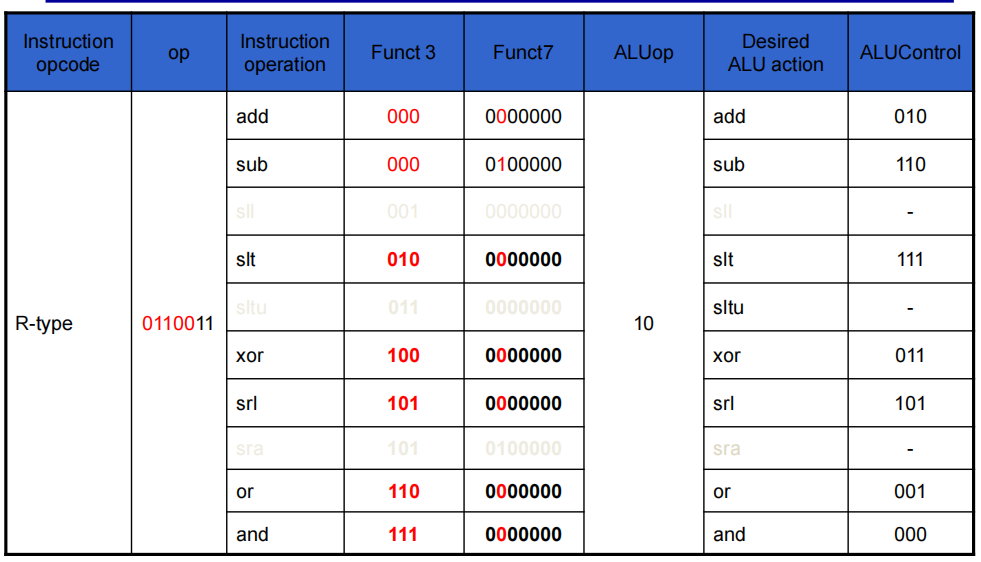 Instruction opcode op Instruction operation Funct 3 Funct7 ALUop Desired ALU action ALUControl
add 000 0000000 add 010
sub 000 0100000 sub 110
sll 001 0000000 sll -
slt 010 0000000 slt 111
sltu 011 0000000 sltu -
R-type 0110011 10
xor 100 0000000 xor 011
srl 101 0000000 srl 101
sra 101 0100000 sra -
or 110 0000000 or 001
and 111 0000000 and 000